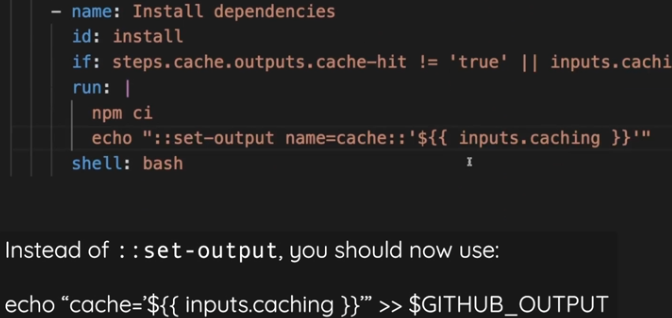 - name: Install dependencies
id: install
if: steps.cache.outputs.cache-hit != 'true' || inputs.cachi
run: |
npm ci
echo "::set-output name=cache::'${{ inputs.caching }}'"
shell: bash
Instead of ::set-output, you should now use:
echo “cache=’${{ inputs.caching }}’” >> $GITHUB_OUTPUT